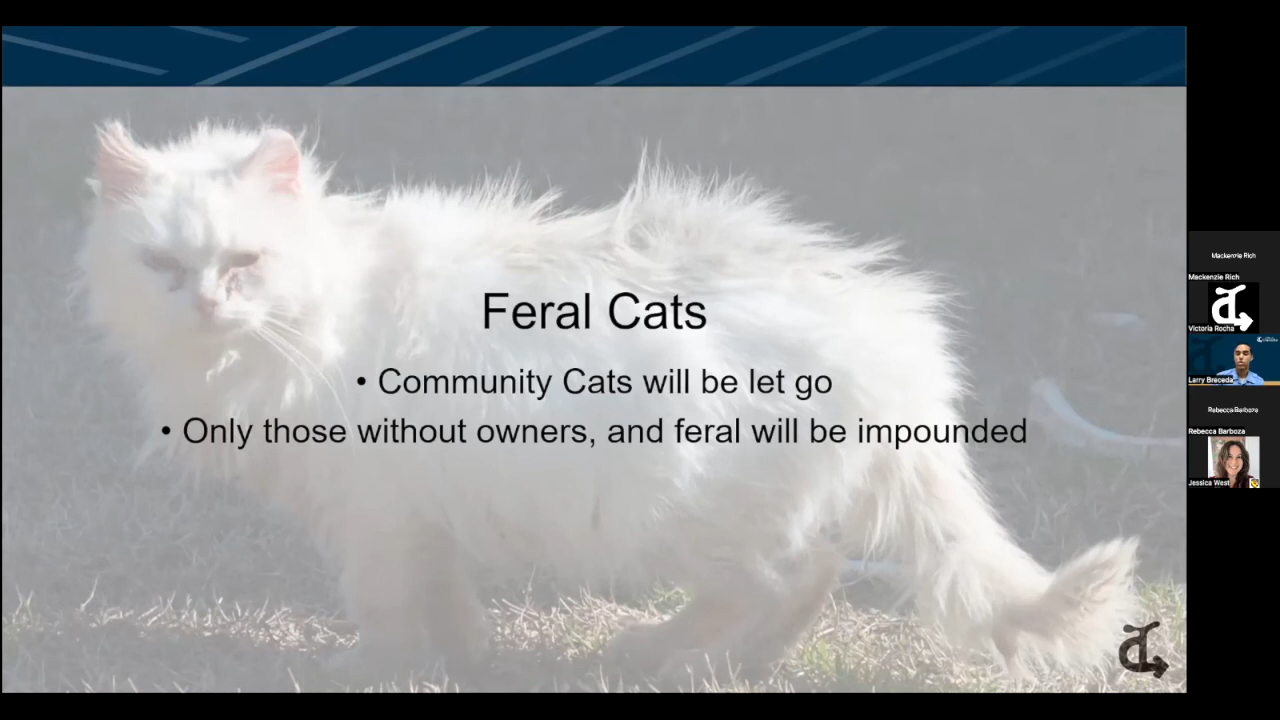 Feral Cats
• Community Cats will be let go
• Only those without owners, and feral will be impounded
Mackenzie Rich
Mackenzie Rich
Victoria Rocha
Larry Breceda
Rebecca Barboza
Rebecca Barboza
Jessica West